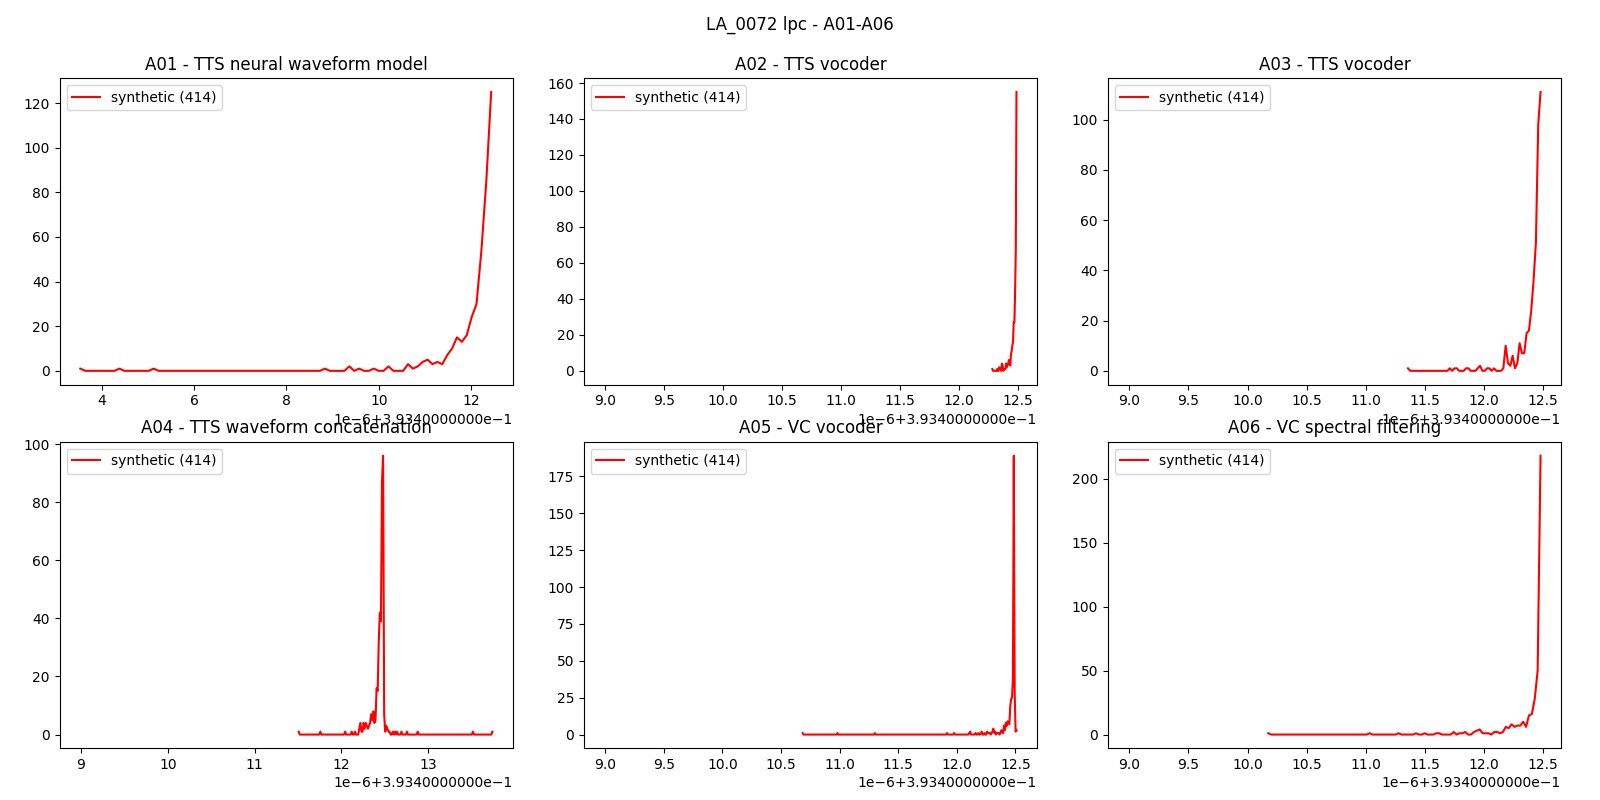 LA_0072 lpc - A01-A06
A01 - TTS neural waveform model
synthetic (414)
120
100
80
60
40
20
0
4 6 8 10 12
1e−6+3.9340000000e−1
A02 - TTS vocoder
synthetic (414)
160
140
120
100
80
60
40
20
0
9.0 9.5 10.0 10.5 11.0 11.5 12.0 12.5
1e−6+3.9340000000e−1
A03 - TTS vocoder
synthetic (414)
100
80
60
40
20
0
9.0 9.5 10.0 10.5 11.0 11.5 12.0 12.5
1e−6+3.9340000000e−1
A04 - TTS waveform concatenation
synthetic (414)
100
80
60
40
20
0
9 10 11 12 13
1e−6+3.9340000000e−1
A05 - VC vocoder
synthetic (414)
175
150
125
100
75
50
25
0
9.0 9.5 10.0 10.5 11.0 11.5 12.0 12.5
1e−6+3.9340000000e−1
A06 - VC spectral filtering
synthetic (414)
200
150
100
50
0
9.0 9.5 10.0 10.5 11.0 11.5 12.0 12.5
1e−6+3.9340000000e−1